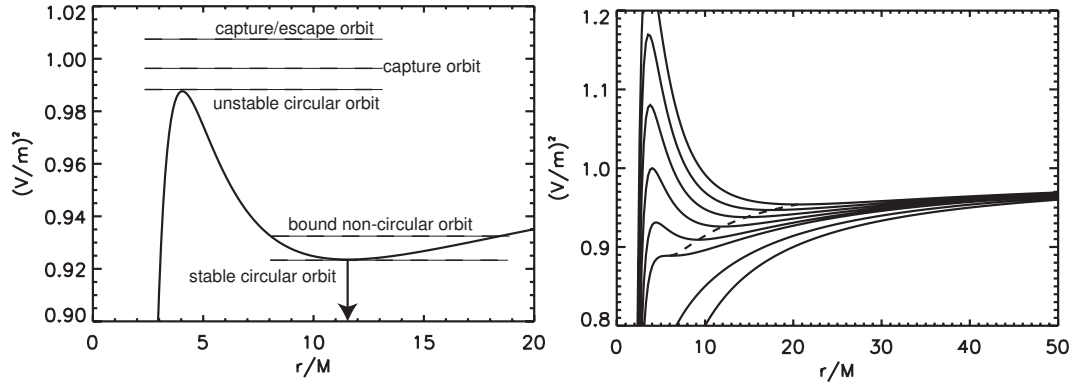 1.02
1.00
0.98
0.96
0.94
0.92
0.90
(V/m)²
capture/escape orbit
capture orbit
unstable circular orbit
bound non-circular orbit
stable circular orbit
0 5 10 15 20
r/M
1.2
1.1
1.0
0.9
0.8
(V/m)²
0 10 20 30 40 50
r/M